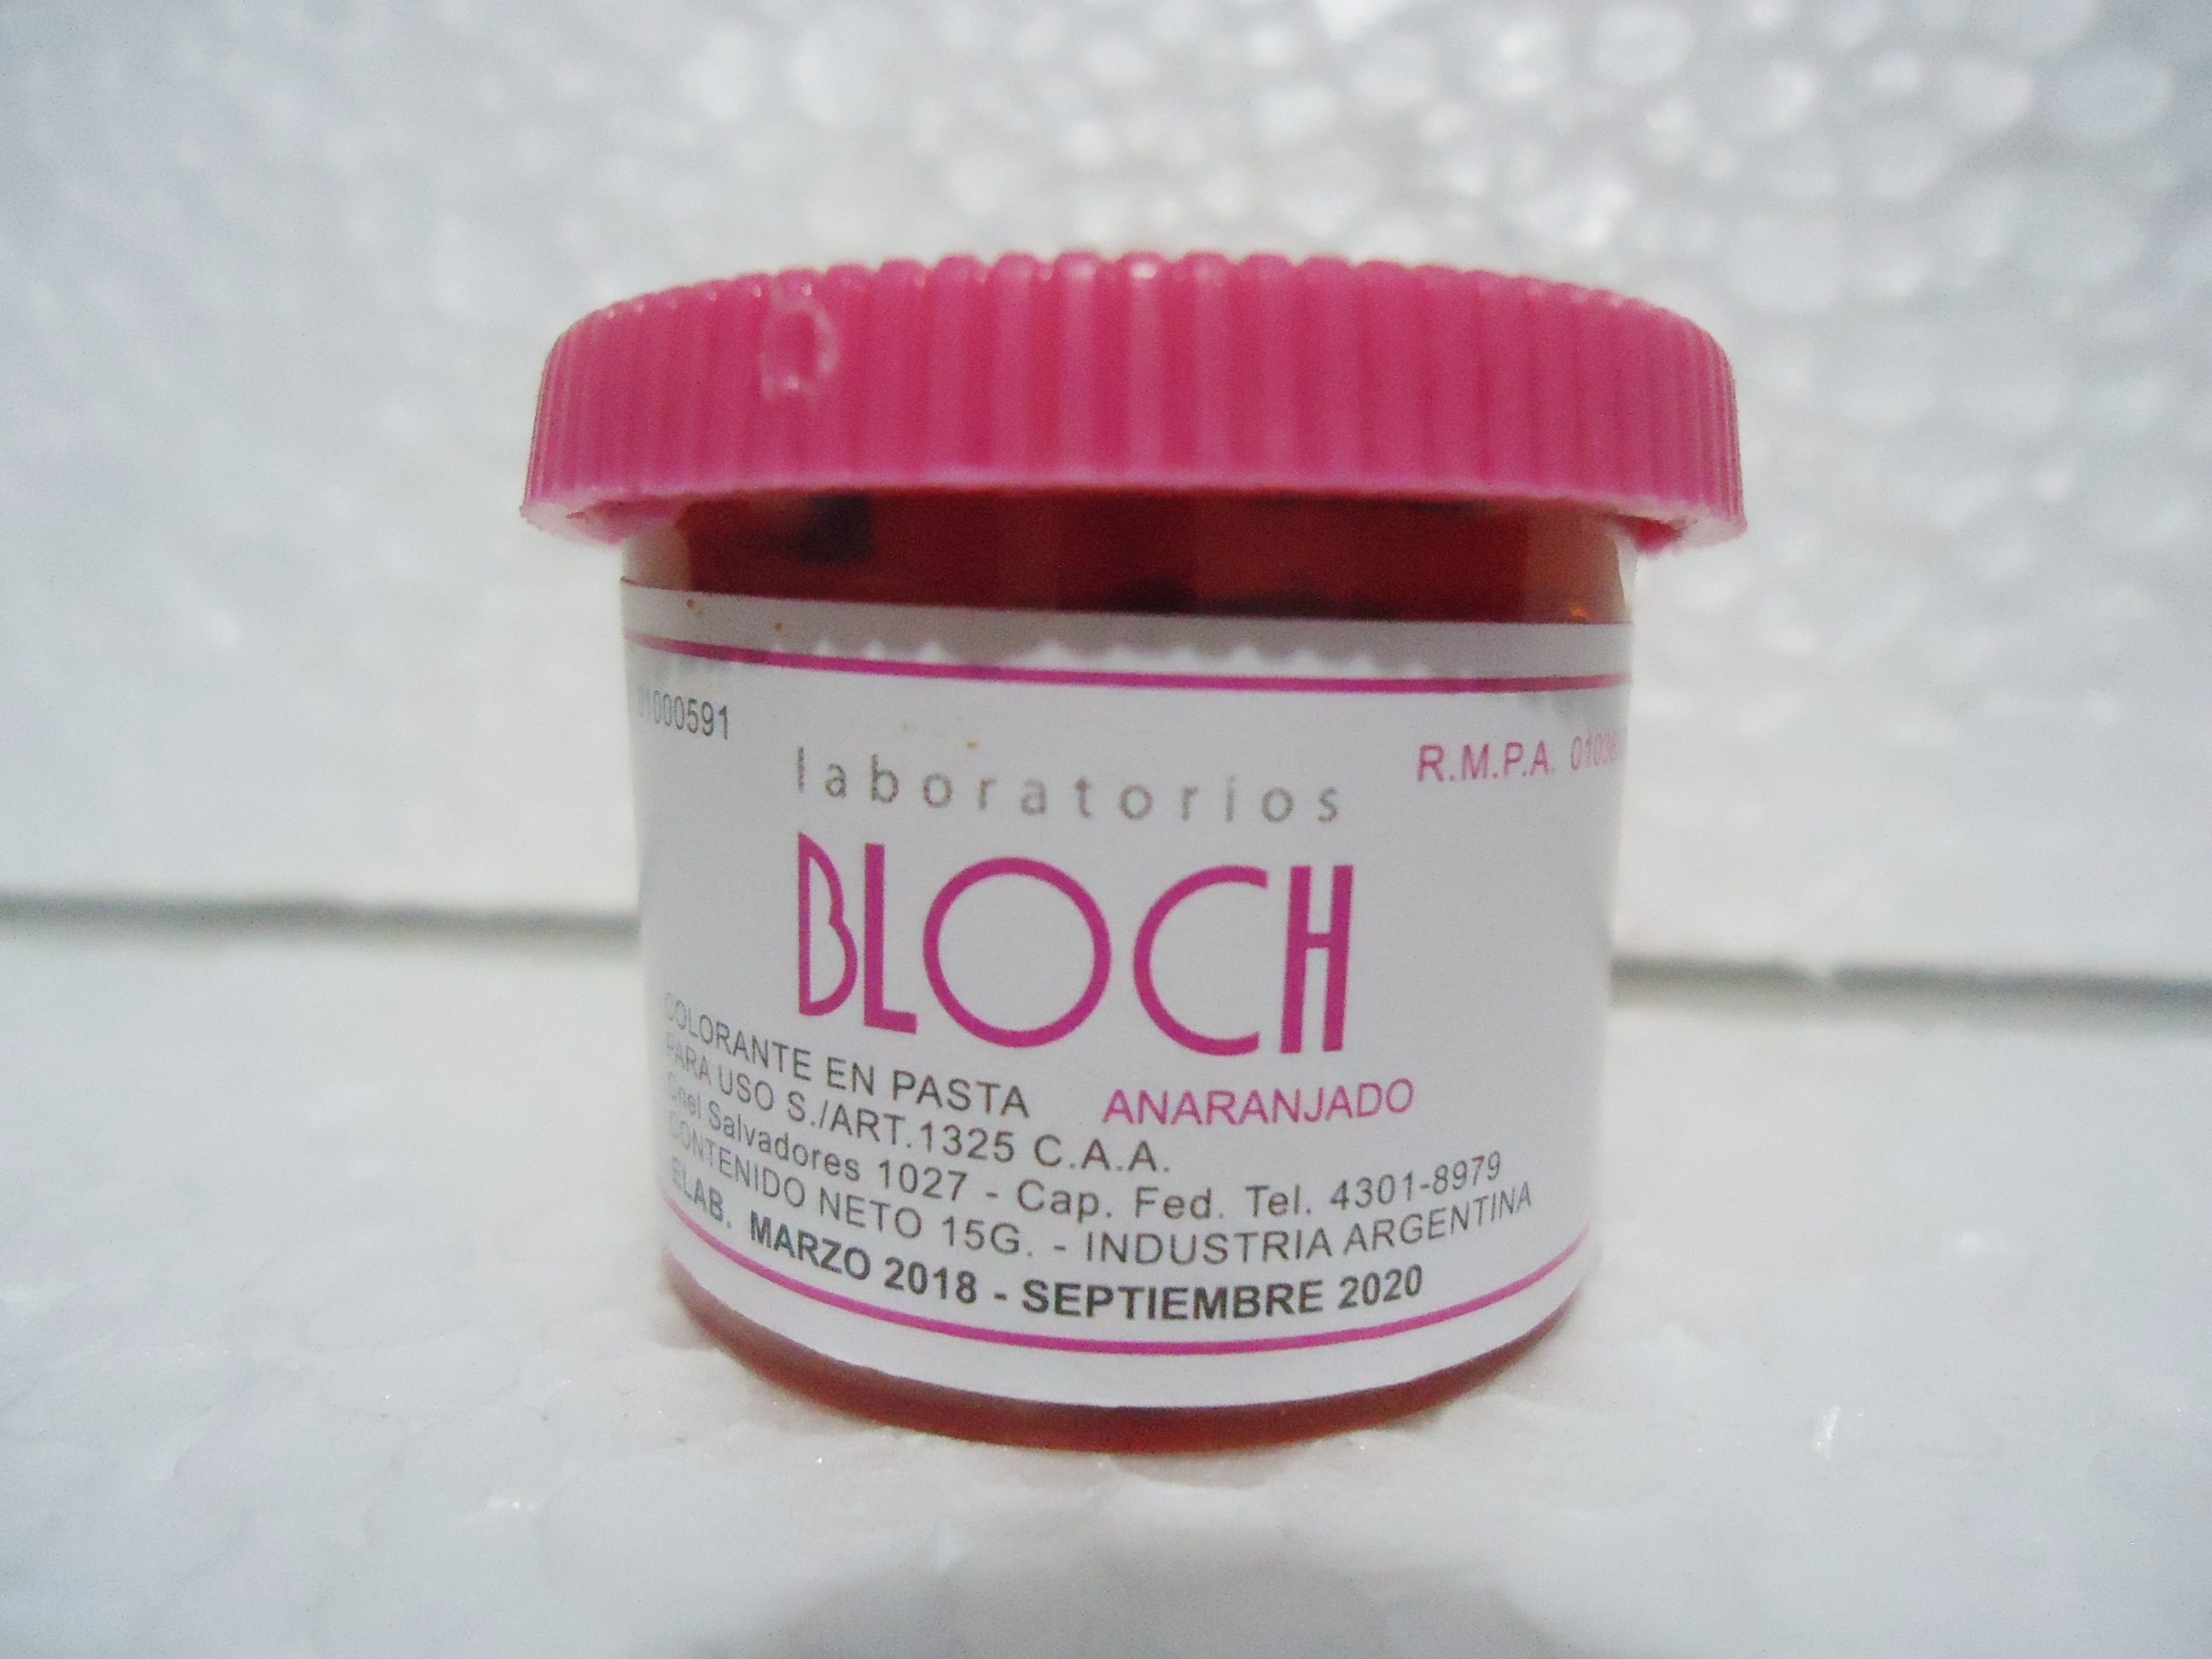 1000591
R.M.P.A.
laboratorios
BLOCH
COLORANTE EN PASTA ANARANJADO
PARA USO S./ART.1325 C.A.A.
Cnel Salvadores 1027 - Cap. Fed. Tel. 4301-8979
CONTENIDO NETO 15G. - INDUSTRIA ARGENTINA
ELAB. MARZO 2018 - SEPTIEMBRE 2020